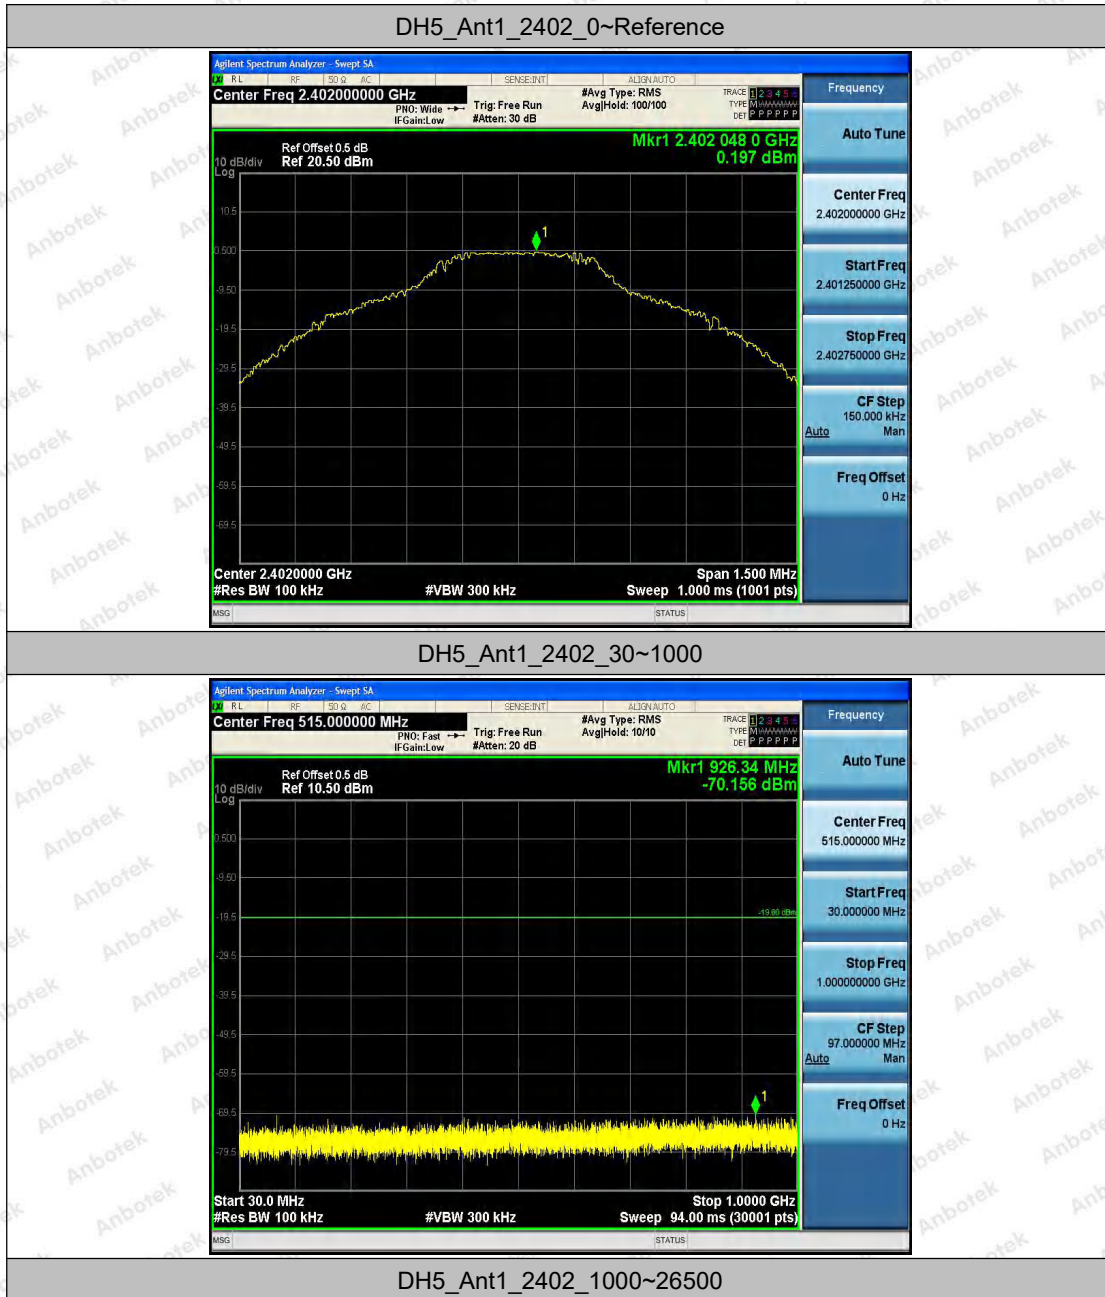 DH5_Ant1_2402_0~Reference
Agilent Spectrum Analyzer - Swept SA
RL RF 50 Ω AC SENSE:INT ALIGN AUTO
Center Freq 2.402000000 GHz
PNO: Wide
IFGain:Low
Trig: Free Run
#Atten: 30 dB
#Avg Type: RMS
Avg|Hold: 100/100
TRACE 1 2 3 4 5 6
TYPE M WWWWW
DET P P P P P P
Ref Offset 0.5 dB
10 dB/div Ref 20.50 dBm
Log
Mkr1 2.402 048 0 GHz
0.197 dBm
1
10.5
0.500
-9.50
-19.5
-29.5
-39.5
-49.5
-59.5
-69.5
Center 2.4020000 GHz Span 1.500 MHz
#Res BW 100 kHz #VBW 300 kHz Sweep 1.000 ms (1001 pts)
MSG STATUS
Frequency
Auto Tune
Center Freq
2.402000000 GHz
Start Freq
2.401250000 GHz
Stop Freq
2.402750000 GHz
CF Step
150.000 kHz
Auto Man
Freq Offset
0 Hz
DH5_Ant1_2402_30~1000
Agilent Spectrum Analyzer - Swept SA
RL RF 50 Ω AC SENSE:INT ALIGN AUTO
Center Freq 515.000000 MHz
PNO: Fast
IFGain:Low
Trig: Free Run
#Atten: 20 dB
#Avg Type: RMS
Avg|Hold: 10/10
TRACE 1 2 3 4 5 6
TYPE M WWWWW
DET P P P P P P
Ref Offset 0.5 dB
10 dB/div Ref 10.50 dBm
Log
Mkr1 926.34 MHz
-70.156 dBm
0.500
-9.50
-19.5
-19.80 dBm
-29.5
-39.5
-49.5
-59.5
-69.5
1
-79.5
Start 30.0 MHz Stop 1.0000 GHz
#Res BW 100 kHz #VBW 300 kHz Sweep 94.00 ms (30001 pts)
MSG STATUS
Frequency
Auto Tune
Center Freq
515.000000 MHz
Start Freq
30.000000 MHz
Stop Freq
1.000000000 GHz
CF Step
97.000000 MHz
Auto Man
Freq Offset
0 Hz
DH5_Ant1_2402_1000~26500